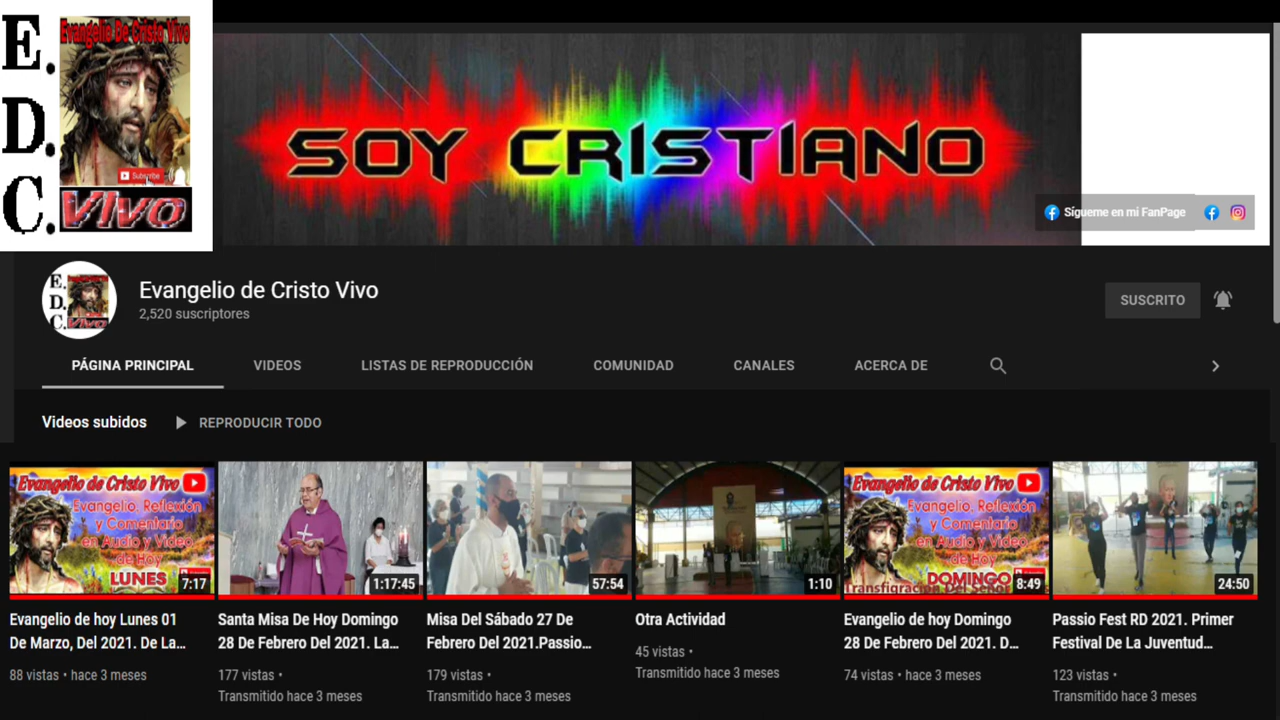 E.
D.
C.
Evangelio De Cristo Vivo
Subscribe
VIvo
SOY CRISTIANO
Sígueme en mi FanPage
E.
D.
C.
Vivo
Evangelio de Cristo Vivo
2,520 suscriptores
SUSCRITO
PÁGINA PRINCIPAL VIDEOS LISTAS DE REPRODUCCIÓN COMUNIDAD CANALES ACERCA DE
Videos subidos REPRODUCIR TODO
Evangelio de Cristo Vivo
Evangelio, Reflexión
y Comentario
en Audio y Video
de Hoy
LUNES
7:17
1:17:45
57:54
1:10
Evangelio de Cristo Vivo
Evangelio, Reflexión
y Comentario
en Audio y Video
de Hoy
DOMINGO
Transfigración Del Señor
8:49
24:50
Evangelio de hoy Lunes 01
De Marzo, Del 2021. De La...
88 vistas • hace 3 meses
Santa Misa De Hoy Domingo
28 De Febrero Del 2021. La...
177 vistas •
Transmitido hace 3 meses
Misa Del Sábado 27 De
Febrero Del 2021.Passio...
179 vistas •
Transmitido hace 3 meses
Otra Actividad
45 vistas •
Transmitido hace 3 meses
Evangelio de hoy Domingo
28 De Febrero Del 2021. D...
74 vistas • hace 3 meses
Passio Fest RD 2021. Primer
Festival De La Juventud...
123 vistas •
Transmitido hace 3 meses